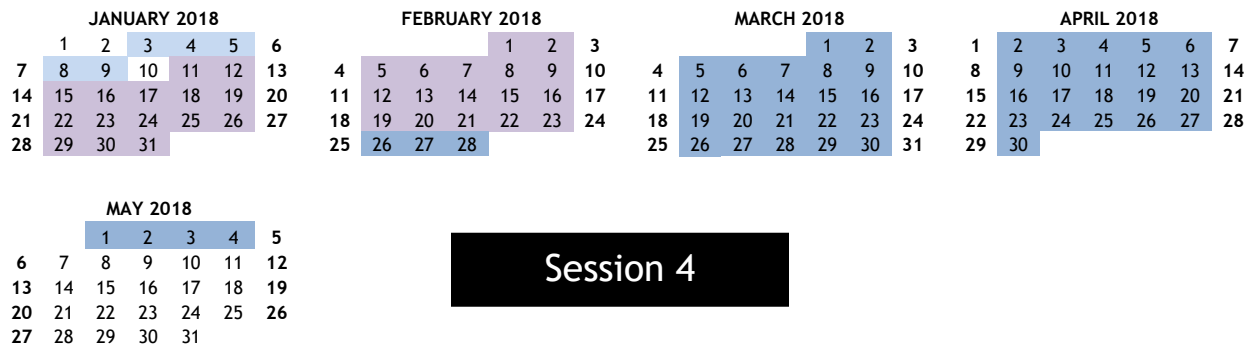 JANUARY 2018
1 2 3 4 5 6
7 8 9 10 11 12 13
14 15 16 17 18 19 20
21 22 23 24 25 26 27
28 29 30 31
FEBRUARY 2018
1 2 3
4 5 6 7 8 9 10
11 12 13 14 15 16 17
18 19 20 21 22 23 24
25 26 27 28
MARCH 2018
1 2 3
4 5 6 7 8 9 10
11 12 13 14 15 16 17
18 19 20 21 22 23 24
25 26 27 28 29 30 31
APRIL 2018
1 2 3 4 5 6 7
8 9 10 11 12 13 14
15 16 17 18 19 20 21
22 23 24 25 26 27 28
29 30
MAY 2018
1 2 3 4 5
6 7 8 9 10 11 12
13 14 15 16 17 18 19
20 21 22 23 24 25 26
27 28 29 30 31
Session 4